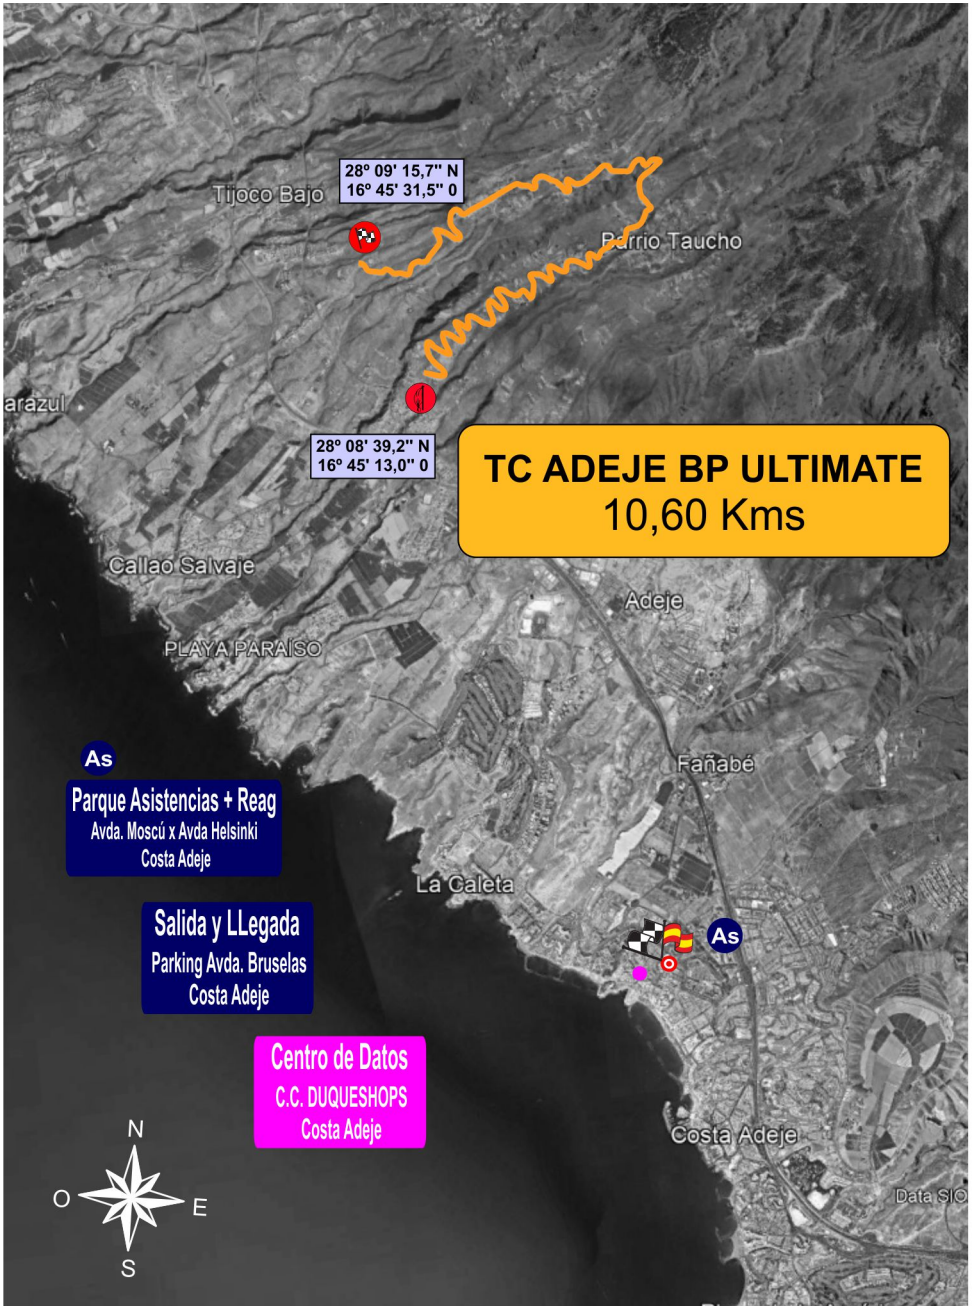 28º 09' 15,7" N
16º 45' 31,5" 0
Tijoco Bajo
Barrio Taucho
arazul
28º 08' 39,2" N
16º 45' 13,0" 0
TC ADEJE BP ULTIMATE
10,60 Kms
Callao Salvaje
Adeje
PLAYA PARAÍSO
Fañabé
As
Parque Asistencias + Reag
Avda. Moscú x Avda Helsinki
Costa Adeje
La Caleta
Salida y LLegada
Parking Avda. Bruselas
Costa Adeje
As
Centro de Datos
C.C. DUQUESHOPS
Costa Adeje
Costa Adeje
N
O
E
S
Data SIO